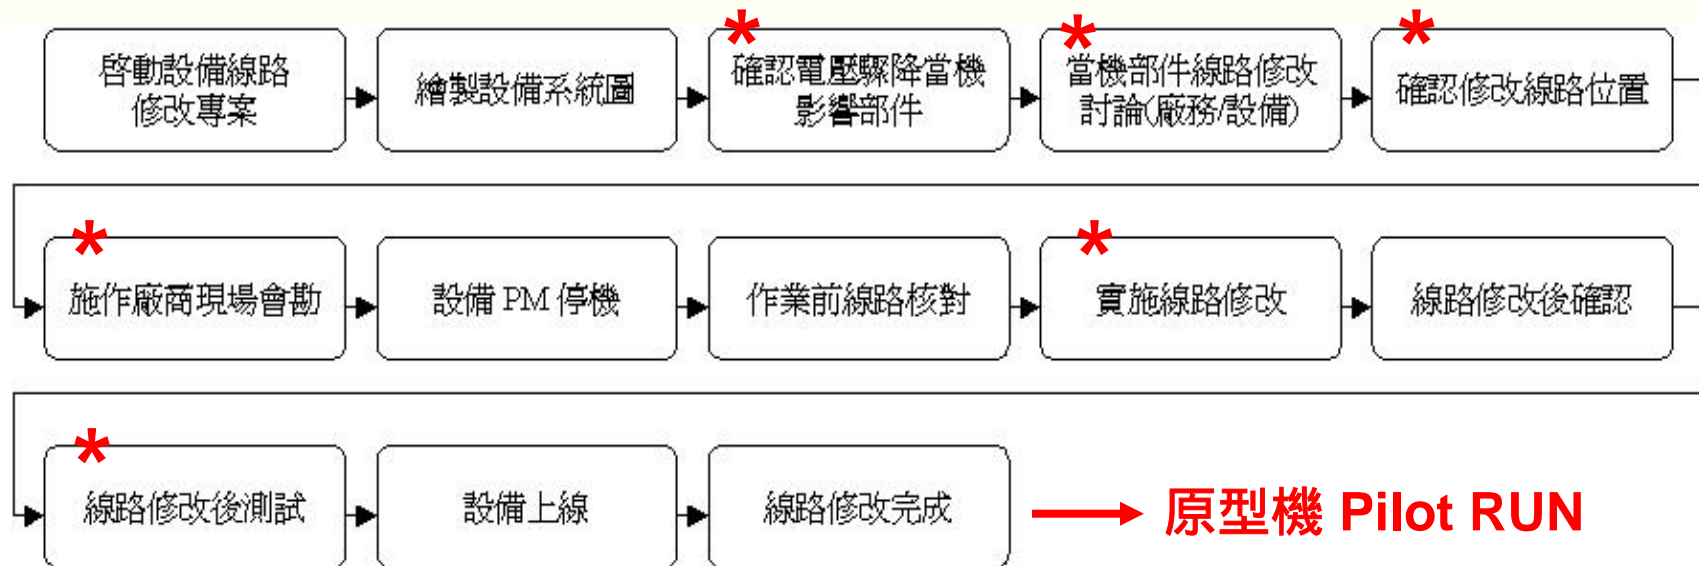 啓動設備線路
修改專案
繪製設備系統圖
*
確認電壓驟降當機
影響部件
*
當機部件線路修改
討論(廠務/設備)
*
確認修改線路位置
*
施作廠商現場會勘
設備 PM 停機
作業前線路核對
*
實施線路修改
線路修改後確認
*
線路修改後測試
設備上線
線路修改完成
原型機 Pilot RUN